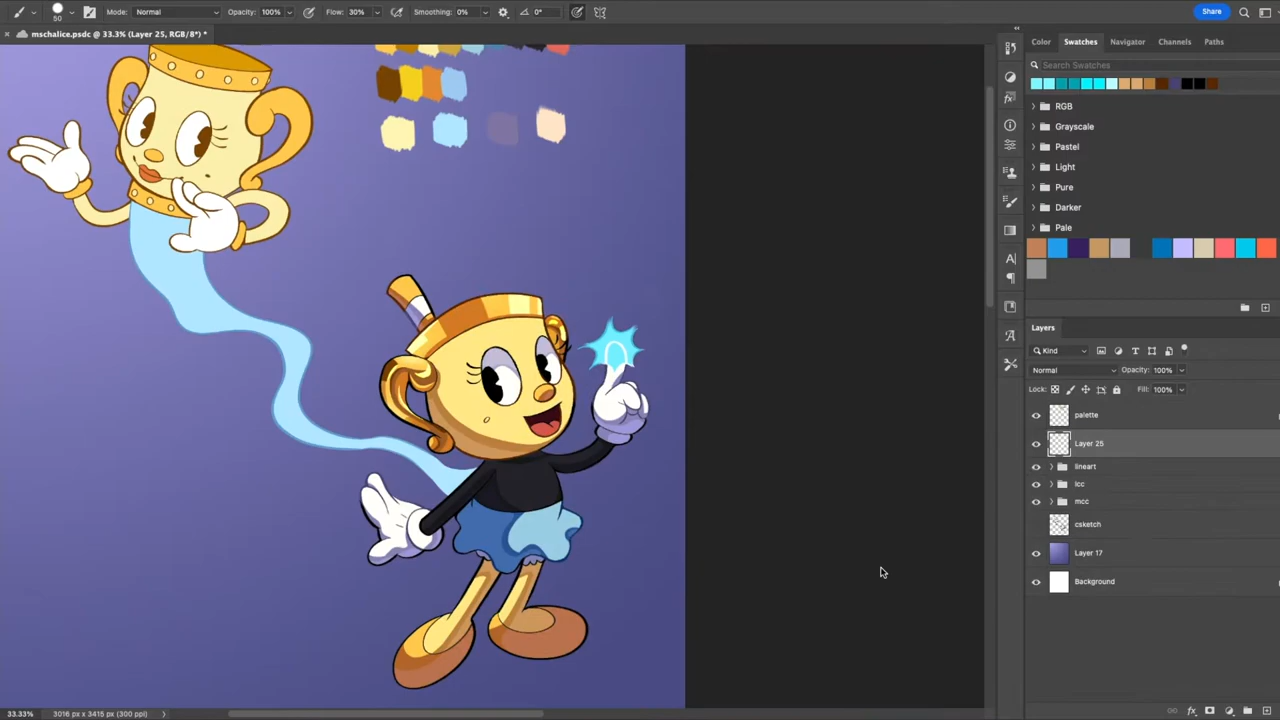 50
Mode: Normal
Opacity: 100%
Flow: 30%
Smoothing: 0%
0°
Share
× mschalice.psdc @ 33.3% (Layer 25, RGB/8*) *
Color
Swatches
Navigator
Channels
Paths
Search Swatches
RGB
Grayscale
Pastel
Light
Pure
Darker
Pale
Layers
Kind
Normal
Opacity: 100%
Lock:
Fill: 100%
palette
Layer 25
lineart
lcc
mcc
csketch
Layer 17
Background
33.33%
3016 px x 3415 px (300 ppi)